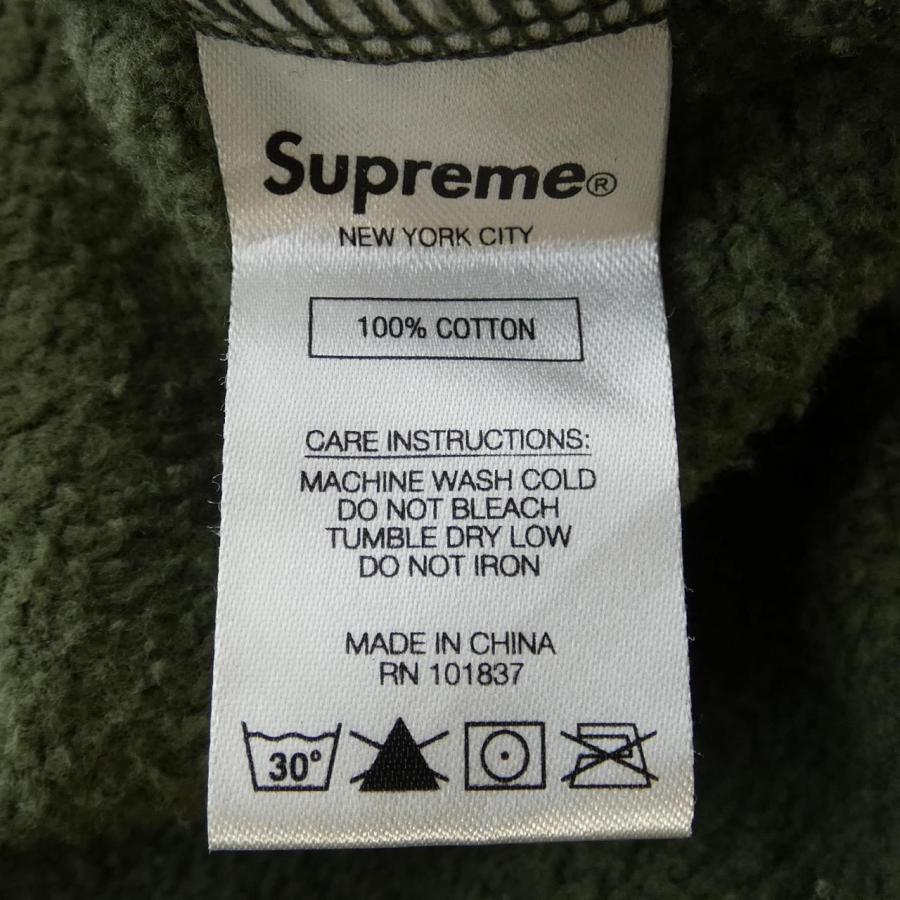 Supreme®
NEW YORK CITY
100% COTTON
CARE INSTRUCTIONS:
MACHINE WASH COLD
DO NOT BLEACH
TUMBLE DRY LOW
DO NOT IRON
MADE IN CHINA
RN 101837
30°